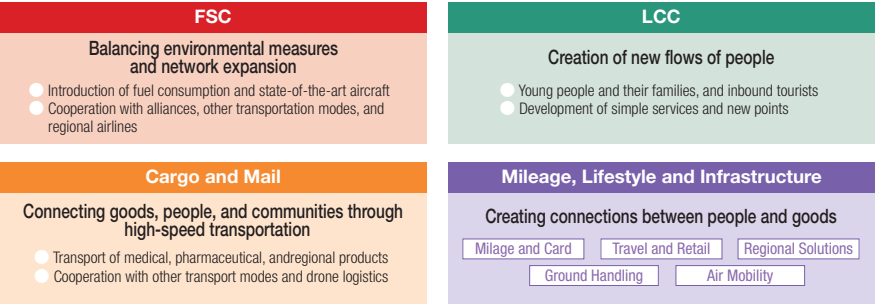 FSC
Balancing environmental measures
and network expansion
Introduction of fuel consumption and state-of-the-art aircraft
Cooperation with alliances, other transportation modes, and
regional airlines
LCC
Creation of new flows of people
Young people and their families, and inbound tourists
Development of simple services and new points
Cargo and Mail
Connecting goods, people, and communities through
high-speed transportation
Transport of medical, pharmaceutical, andregional products
Cooperation with other transport modes and drone logistics
Mileage, Lifestyle and Infrastructure
Creating connections between people and goods
Milage and Card
Travel and Retail
Regional Solutions
Ground Handling
Air Mobility